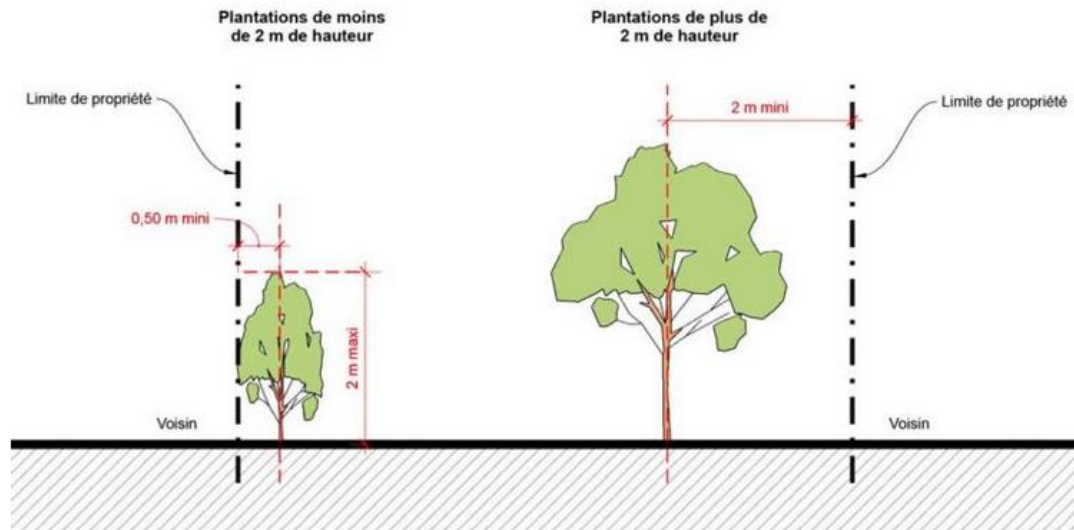 Plantations de moins
de 2 m de hauteur
Plantations de plus de
2 m de hauteur
Limite de propriété
2 m mini
Limite de propriété
0,50 m mini
2 m maxi
Voisin
Voisin